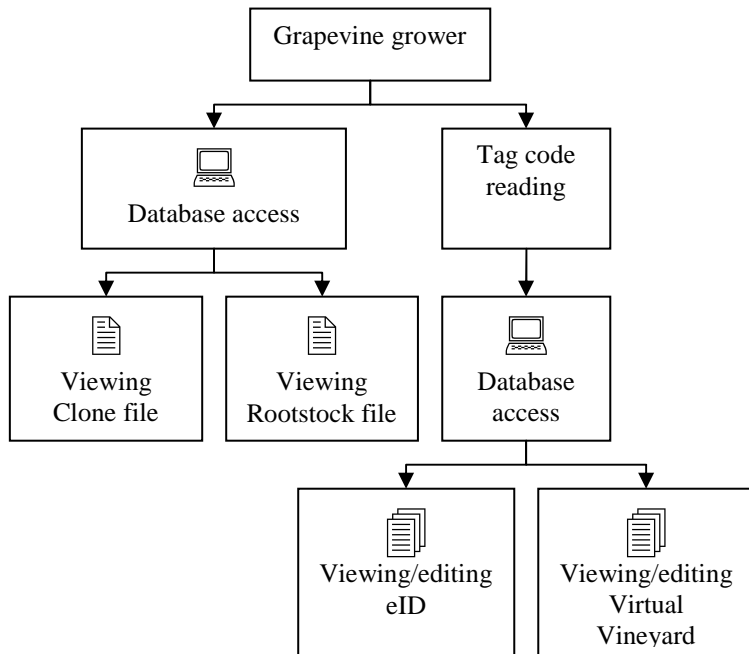 Grapevine grower
Database access
Tag code
reading
Viewing
Clone file
Viewing
Rootstock file
Database
access
Viewing/editing
eID
Viewing/editing
Virtual
Vineyard